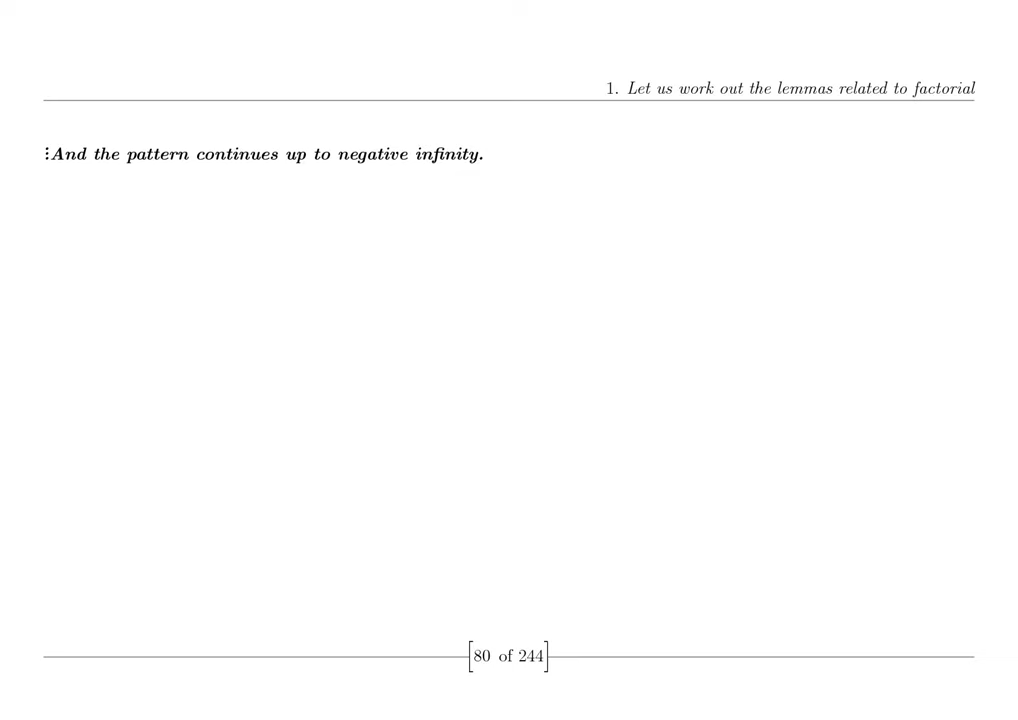 1. Let us work out the lemmas related to factorial
⋮And the pattern continues up to negative infinity.
[80 of 244]